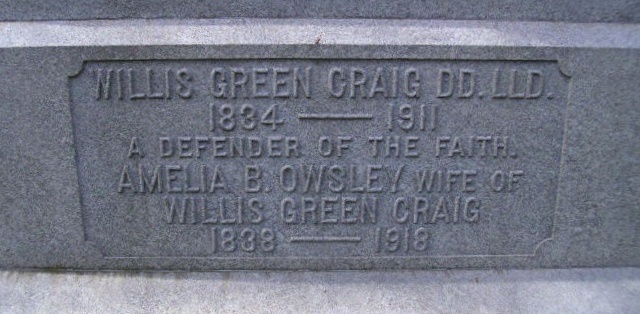 WILLIS GREEN CRAIG DD. LLD.
1834 — 1911
A DEFENDER OF THE FAITH.
AMELIA B. OWSLEY WIFE OF
WILLIS GREEN CRAIG
1838 — 1918